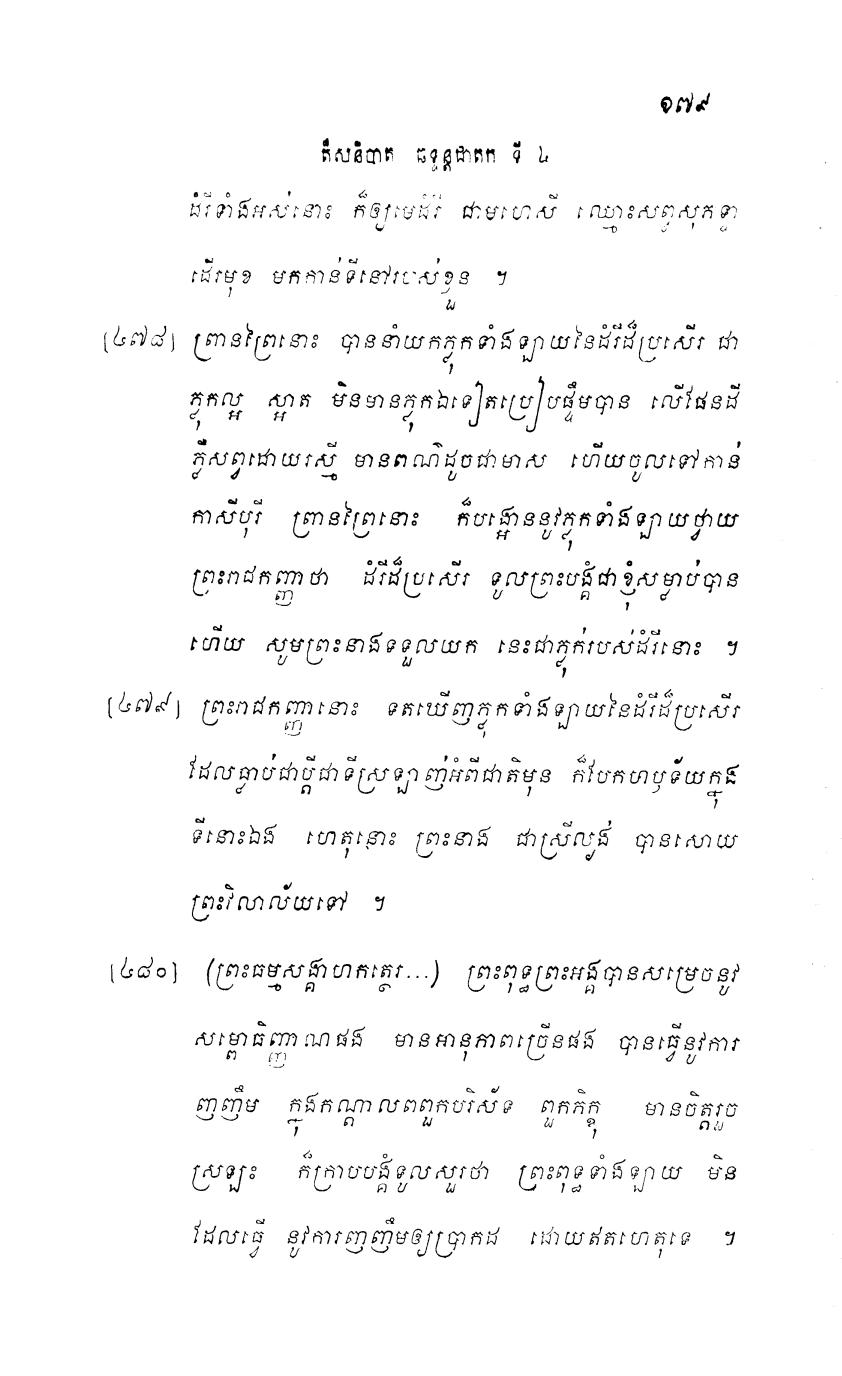 ១៧៩
តឹសនិបាត ឆទ្ទន្តជាតក ទី ៤
ដំរីទាំងអស់នោះ ក៏ឲ្យមេដំរី ជាមហេសី ឈ្មោះសព្វសុភទ្ទា
ដើរមុខ មកកាន់ទីនៅរបស់ខ្លួន ។
[៤៧៨] ព្រានព្រៃនោះ បាននាំយកភ្លុកទាំងឡាយនៃដំរីដ៏ប្រសើរ ជា
ភ្លុកល្អ ស្អាត មិនមានភ្លុកឯទៀតប្រៀបផ្ទឹមបាន លើផែនដី
ភ្លឺសព្វដោយរស្មី មានពណ៌ដូចជាមាស ហើយចូលទៅកាន់
កាសីបុរី ព្រានព្រៃនោះ ក៏បង្អោននូវភ្លុកទាំងឡាយថ្វាយ
ព្រះរាជកញ្ញាថា ដំរីដ៏ប្រសើរ ទូលព្រះបង្គំជាខ្ញុំសម្លាប់បាន
ហើយ សូមព្រះនាងទទួលយក នេះជាភ្លុករបស់ដំរីនោះ ។
[៤៧៩] ព្រះរាជកញ្ញានោះ ទតឃើញភ្លុកទាំងឡាយនៃដំរីដ៏ប្រសើរ
ដែលធ្លាប់ជាប្តីជាទីស្រឡាញ់អំពីជាតិមុន ក៏បែកហឫទ័យក្នុង
ទីនោះឯង ហេតុនោះ ព្រះនាង ជាស្រីល្ងង់ បានសោយ
ព្រះវិលាល័យទៅ ។
[៤៨០] (ព្រះធម្មសង្គាហកត្ថេរ...) ព្រះពុទ្ធព្រះអង្គបានសម្រេចនូវ
សម្ពោធិញ្ញាណផង មានអានុភាពច្រើនផង បានធ្វើនូវការ
ញញឹម ក្នុងកណ្តាលពពួកបរិស័ទ ពួកភិក្ខុ មានចិត្តរួច
ស្រឡះ ក៏ក្រាបបង្គំទូលសួរថា ព្រះពុទ្ធទាំងឡាយ មិន
ដែលធ្វើ នូវការញញឹមឲ្យប្រាកដ ដោយឥតហេតុទេ ។